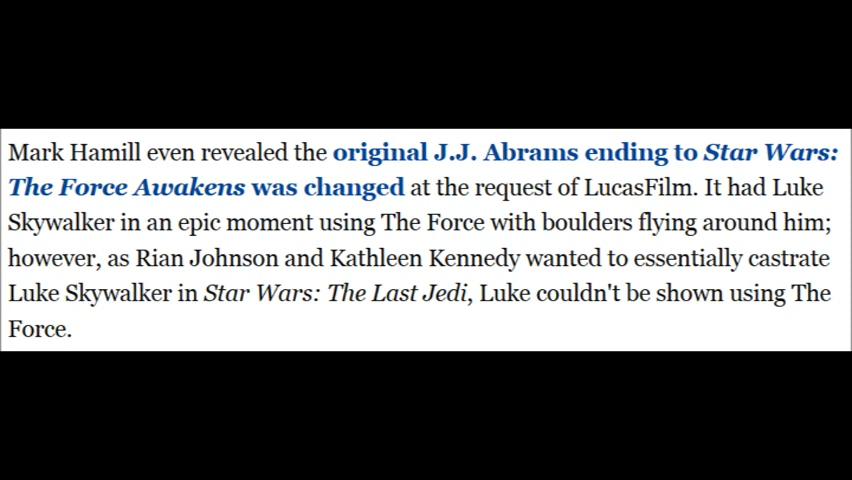 Mark Hamill even revealed the original J.J. Abrams ending to Star Wars:
The Force Awakens was changed at the request of LucasFilm. It had Luke
Skywalker in an epic moment using The Force with boulders flying around him;
however, as Rian Johnson and Kathleen Kennedy wanted to essentially castrate
Luke Skywalker in Star Wars: The Last Jedi, Luke couldn't be shown using The
Force.